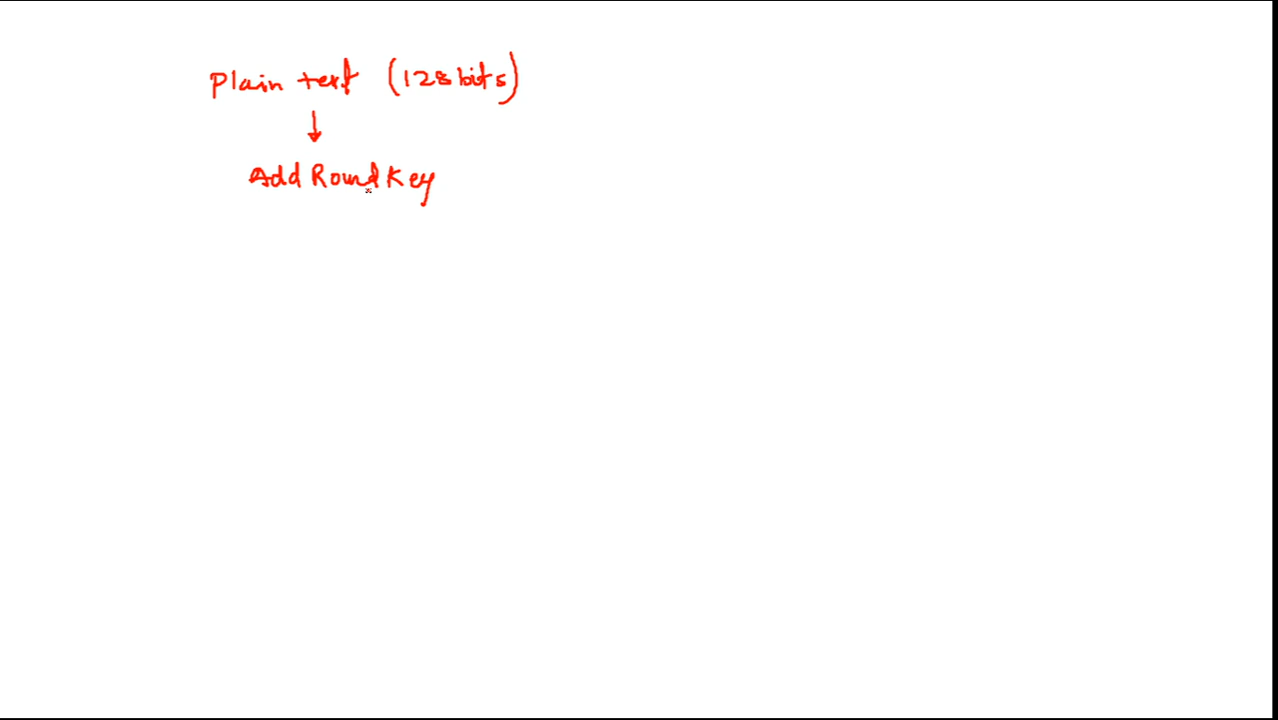 Plain text (128 bits)
↓
Add Round Key